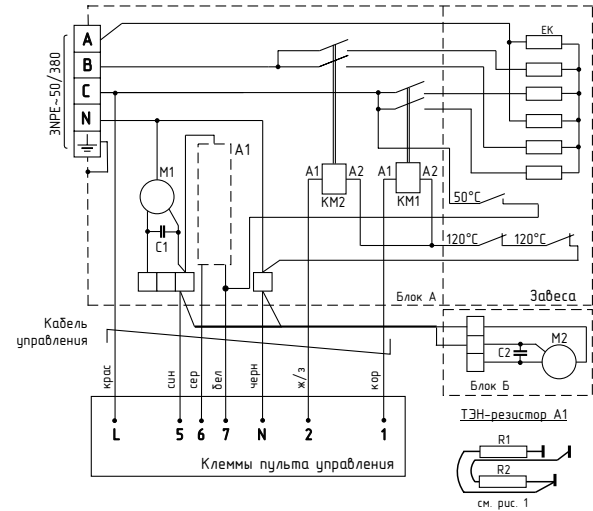 3NPE~50/380
A
B
C
N
EK
M1
C1
A1
A1 A2
KM2
A1 A2
KM1
50°C
120°C 120°C
Блок А
Завеса
Кабель
управления
крас
син
сер
бел
черн
ж/з
кор
C2
M2
Блок Б
L 5 6 7 N 2 1
Клеммы пульта управления
ТЭН-резистор А1
R1
R2
см. рис. 1